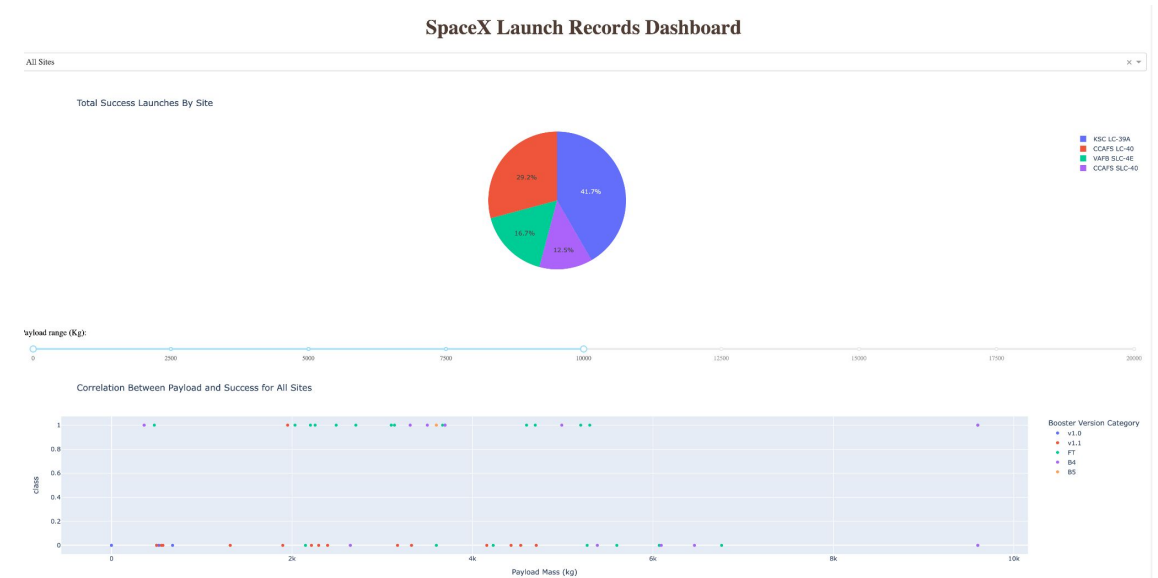 SpaceX Launch Records Dashboard
All Sites × 
Total Success Launches By Site
KSC LC-39A
CCAFS LC-40
VAFB SLC-4E
CCAFS SLC-40
29.2%
41.7%
16.7%
12.5%
ayload range (Kg):
0 2500 5000 7500 10000 12500 15000 17500 20000
Correlation Between Payload and Success for All Sites
Booster Version Category
v1.0
v1.1
FT
B4
B5
class
1
0.8
0.6
0.4
0.2
0
0 2k 4k 6k 8k 10k
Payload Mass (kg)